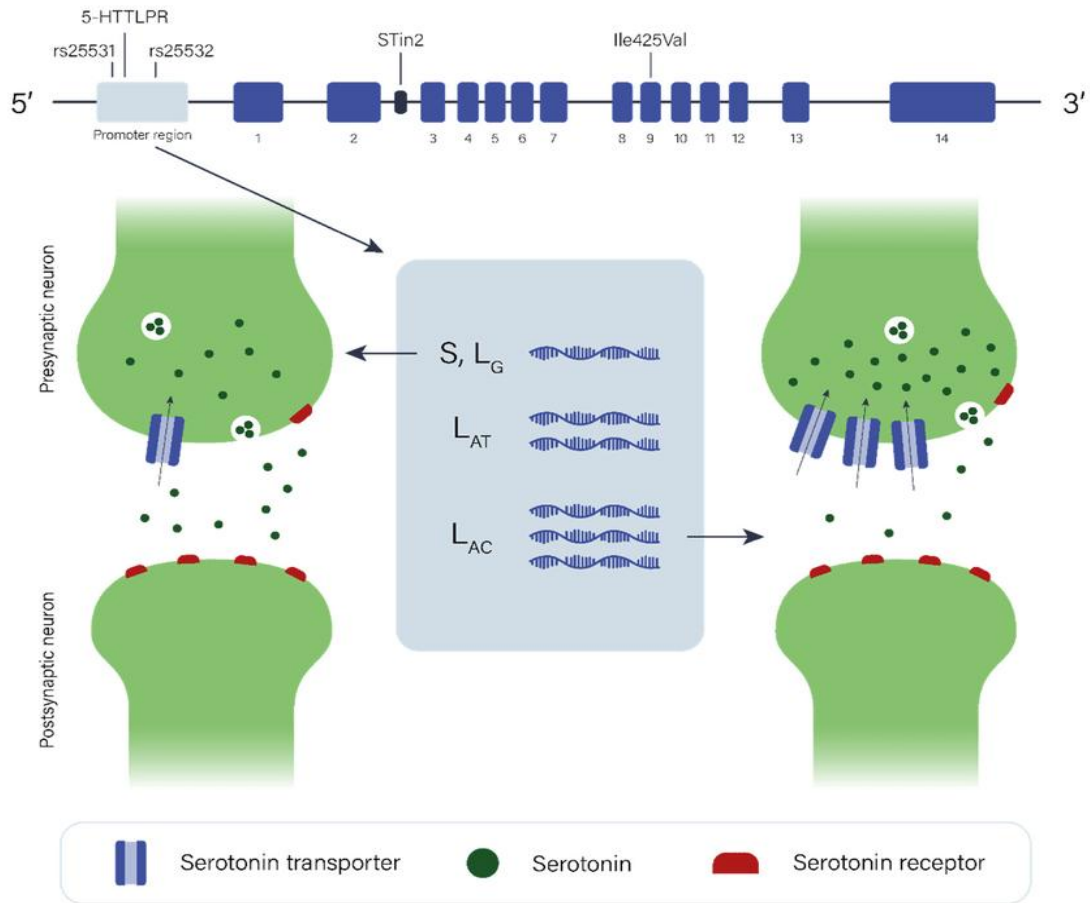 5-HTTLPR
rs25531 rs25532
STin2
Ile425Val
5′ 3′
Promoter region 1 2 3 4 5 6 7 8 9 10 11 12 13 14
Presynaptic neuron
S, LG
LAT
LAC
Postsynaptic neuron
Serotonin transporter Serotonin Serotonin receptor